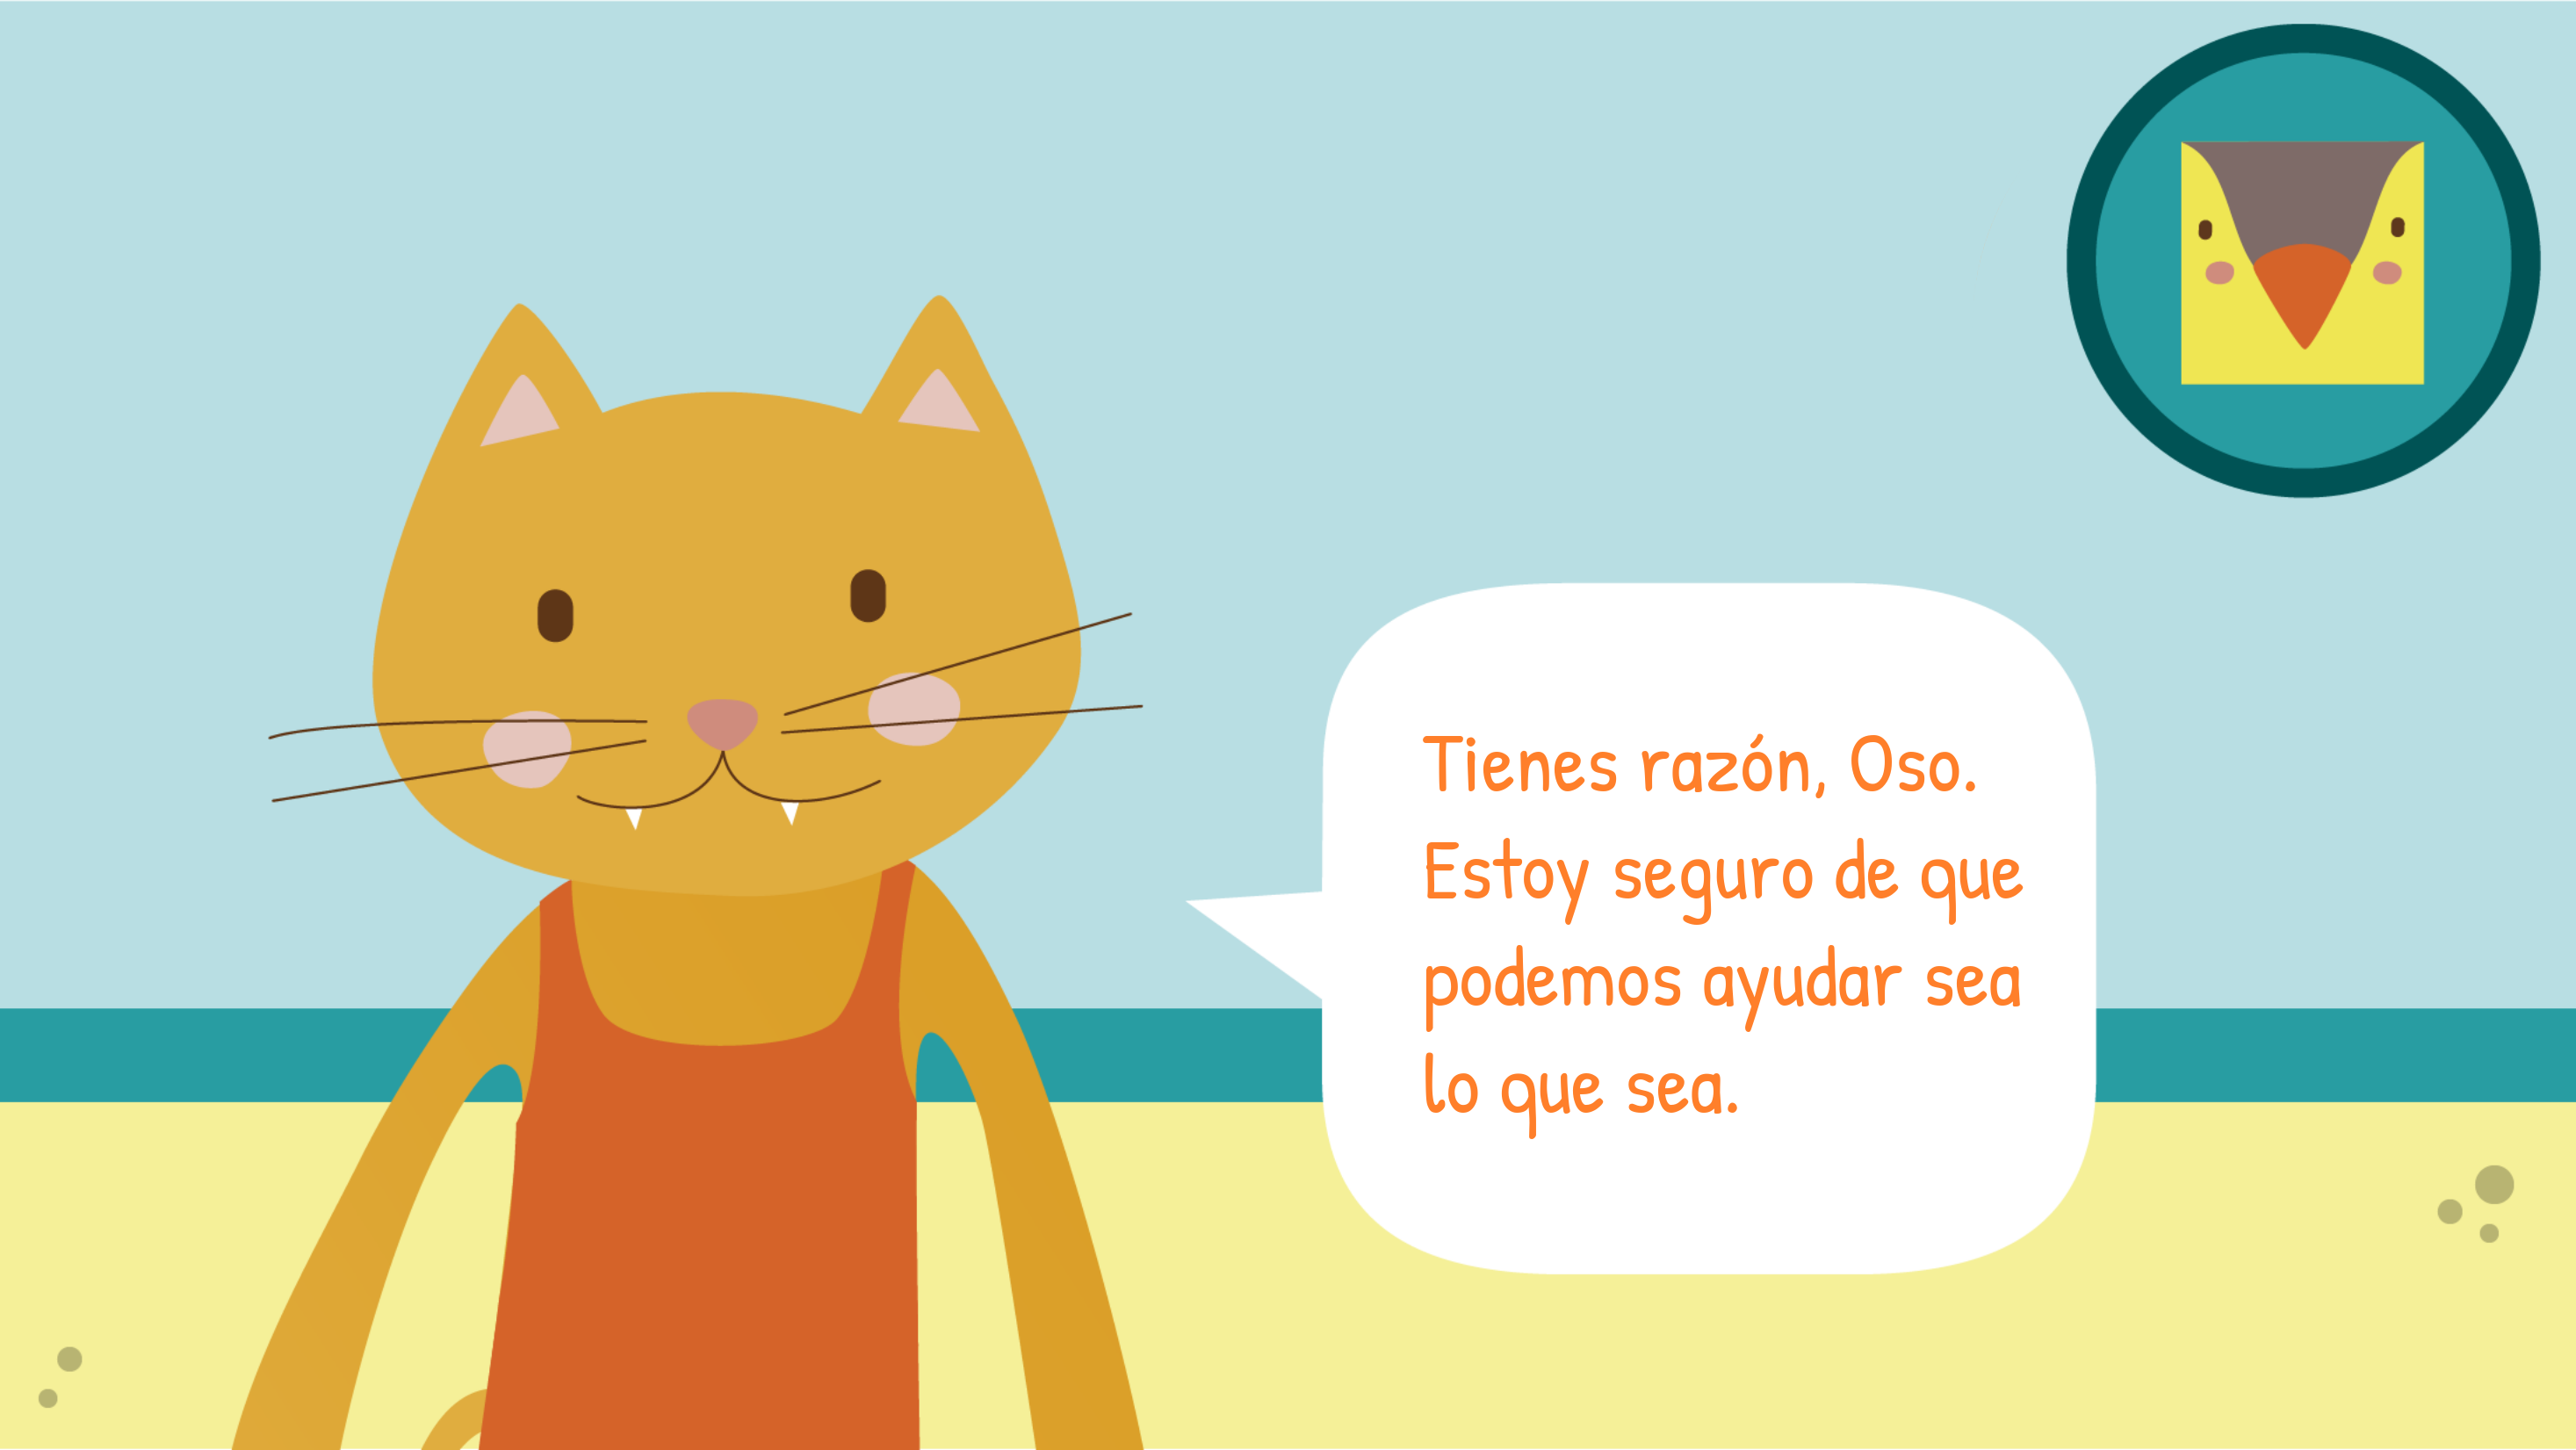 Tienes razón, Oso.
Estoy seguro de que
podemos ayudar sea
lo que sea.